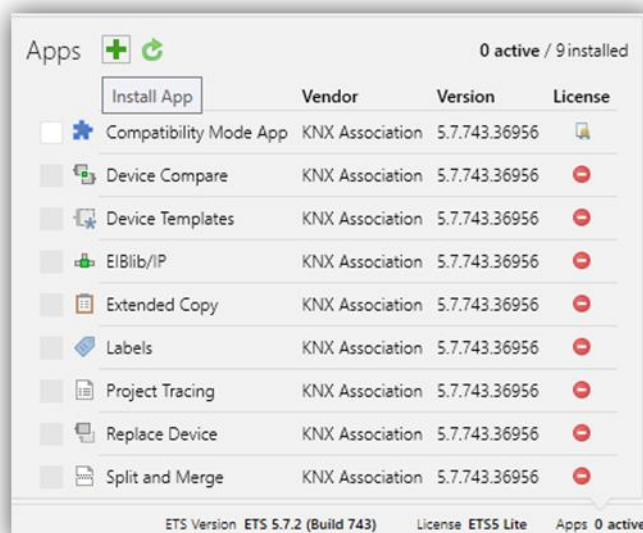 Apps 0 active / 9 installed
Install App Vendor Version License
Compatibility Mode App KNX Association 5.7.743.36956
Device Compare KNX Association 5.7.743.36956
Device Templates KNX Association 5.7.743.36956
EIBlib/IP KNX Association 5.7.743.36956
Extended Copy KNX Association 5.7.743.36956
Labels KNX Association 5.7.743.36956
Project Tracing KNX Association 5.7.743.36956
Replace Device KNX Association 5.7.743.36956
Split and Merge KNX Association 5.7.743.36956
ETS Version ETS 5.7.2 (Build 743) License ETS5 Lite Apps 0 active